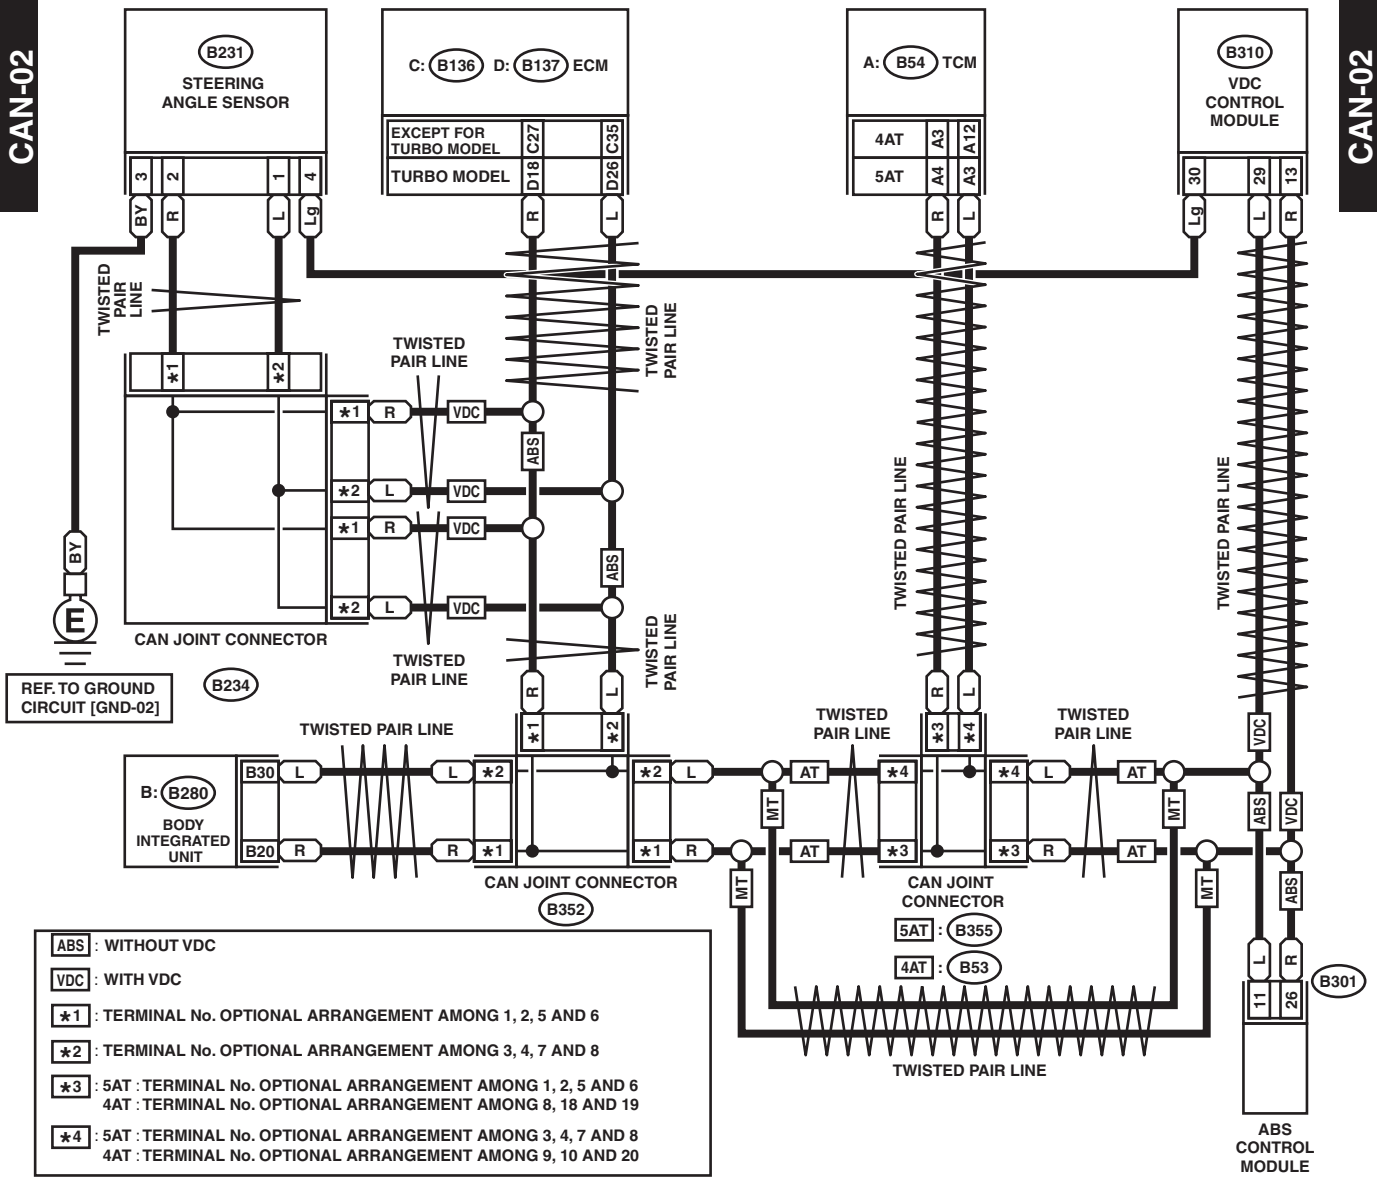 CAN-02
CAN-02
B231
STEERING
ANGLE SENSOR
C: B136 D: B137 ECM
A: B54 TCM
B310
VDC
CONTROL
MODULE
EXCEPT FOR
TURBO MODEL
C27
C35
TURBO MODEL
D18
D26
4AT
A3
A12
5AT
A4
A3
3
2
1
4
30
29
13
BY
R
L
Lg
R
L
R
L
Lg
L
R
TWISTED
PAIR
LINE
TWISTED
PAIR LINE
TWISTED
PAIR LINE
TWISTED PAIR LINE
TWISTED PAIR LINE
*1
*2
*1 R VDC
ABS
*2 L VDC
*1 R VDC
ABS
*2 L VDC
BY
E
REF. TO GROUND
CIRCUIT [GND-02]
CAN JOINT CONNECTOR
B234
TWISTED
PAIR LINE
TWISTED
PAIR LINE
R
L
R
L
*1
*2
*3
*4
TWISTED PAIR LINE
TWISTED
PAIR LINE
TWISTED
PAIR LINE
VDC
B: B280
BODY
INTEGRATED
UNIT
B30 L L *2
*2 L AT *4
*4 L AT
MT
MT
ABS
VDC
B20 R R *1
*1 R AT *3
*3 R AT
MT
MT
ABS
CAN JOINT CONNECTOR
B352
CAN JOINT
CONNECTOR
5AT : B355
4AT : B53
L
R
11
26
B301
TWISTED PAIR LINE
ABS
CONTROL
MODULE
ABS : WITHOUT VDC
VDC : WITH VDC
*1 : TERMINAL No. OPTIONAL ARRANGEMENT AMONG 1, 2, 5 AND 6
*2 : TERMINAL No. OPTIONAL ARRANGEMENT AMONG 3, 4, 7 AND 8
*3 : 5AT : TERMINAL No. OPTIONAL ARRANGEMENT AMONG 1, 2, 5 AND 6
4AT : TERMINAL No. OPTIONAL ARRANGEMENT AMONG 8, 18 AND 19
*4 : 5AT : TERMINAL No. OPTIONAL ARRANGEMENT AMONG 3, 4, 7 AND 8
4AT : TERMINAL No. OPTIONAL ARRANGEMENT AMONG 9, 10 AND 20